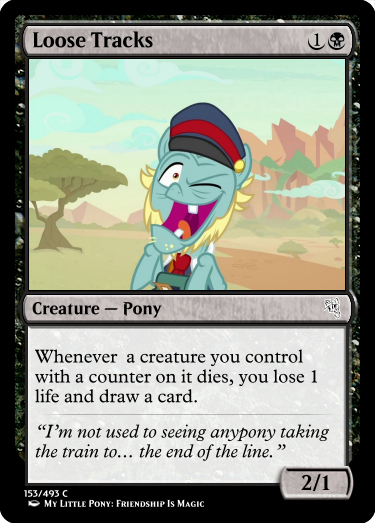 Loose Tracks 1
Creature — Pony
Whenever a creature you control
with a counter on it dies, you lose 1
life and draw a card.
“I’m not used to seeing anypony taking
the train to… the end of the line.”
2/1
153/493 C
My Little Pony: Friendship Is Magic